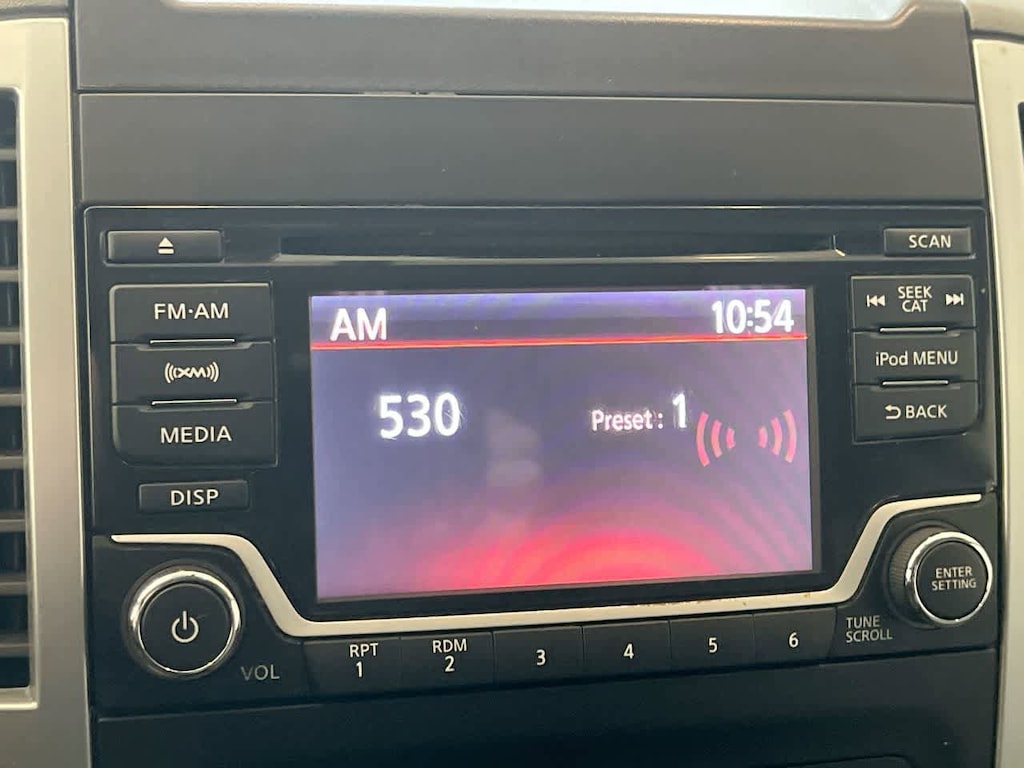 SCAN
FM·AM
XM
MEDIA
DISP
AM 10:54
530 Preset : 1
SEEK
CAT
iPod MENU
BACK
VOL
RPT
1
RDM
2
3
4
5
6
TUNE
SCROLL
ENTER
SETTING